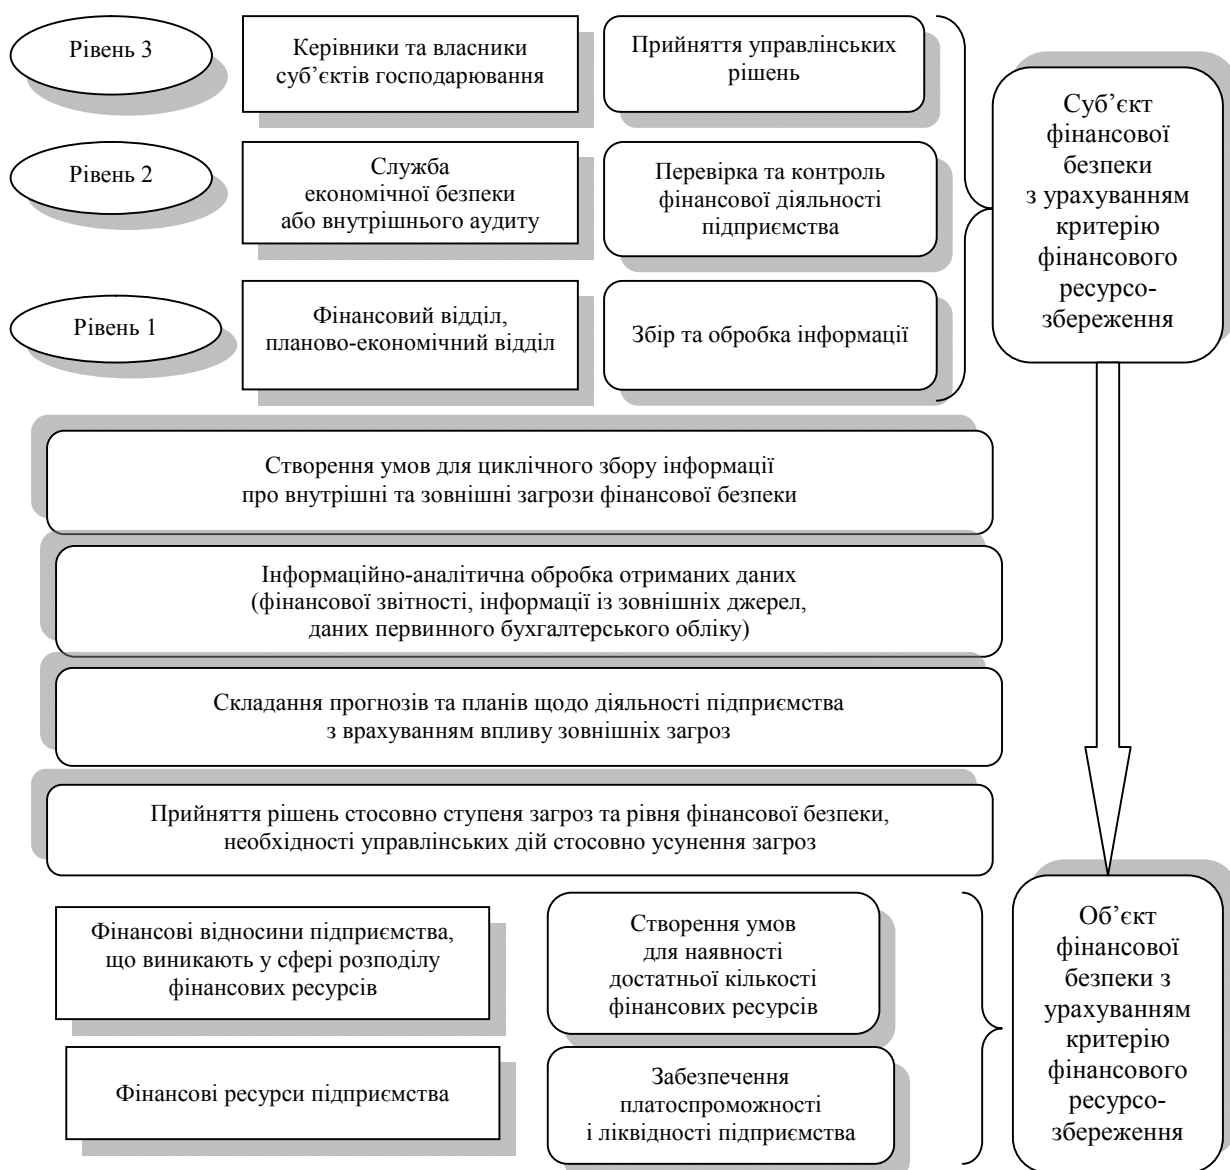 Рівень 3
Керівники та власники
суб’єктів господарювання
Прийняття управлінських
рішень
Рівень 2
Служба
економічної безпеки
або внутрішнього аудиту
Перевірка та контроль
фінансової діяльності
підприємства
Рівень 1
Фінансовий відділ,
планово-економічний відділ
Збір та обробка інформації
Суб’єкт
фінансової
безпеки
з урахуванням
критерію
фінансового
ресурсо-
збереження
Створення умов для циклічного збору інформації
про внутрішні та зовнішні загрози фінансової безпеки
Інформаційно-аналітична обробка отриманих даних
(фінансової звітності, інформації із зовнішніх джерел,
даних первинного бухгалтерського обліку)
Складання прогнозів та планів щодо діяльності підприємства
з врахуванням впливу зовнішніх загроз
Прийняття рішень стосовно ступеня загроз та рівня фінансової безпеки,
необхідності управлінських дій стосовно усунення загроз
Фінансові відносини підприємства,
що виникають у сфері розподілу
фінансових ресурсів
Створення умов
для наявності
достатньої кількості
фінансових ресурсів
Фінансові ресурси підприємства
Забезпечення
платоспроможності
і ліквідності підприємства
Об’єкт
фінансової
безпеки з
урахуванням
критерію
фінансового
ресурсо-
збереження